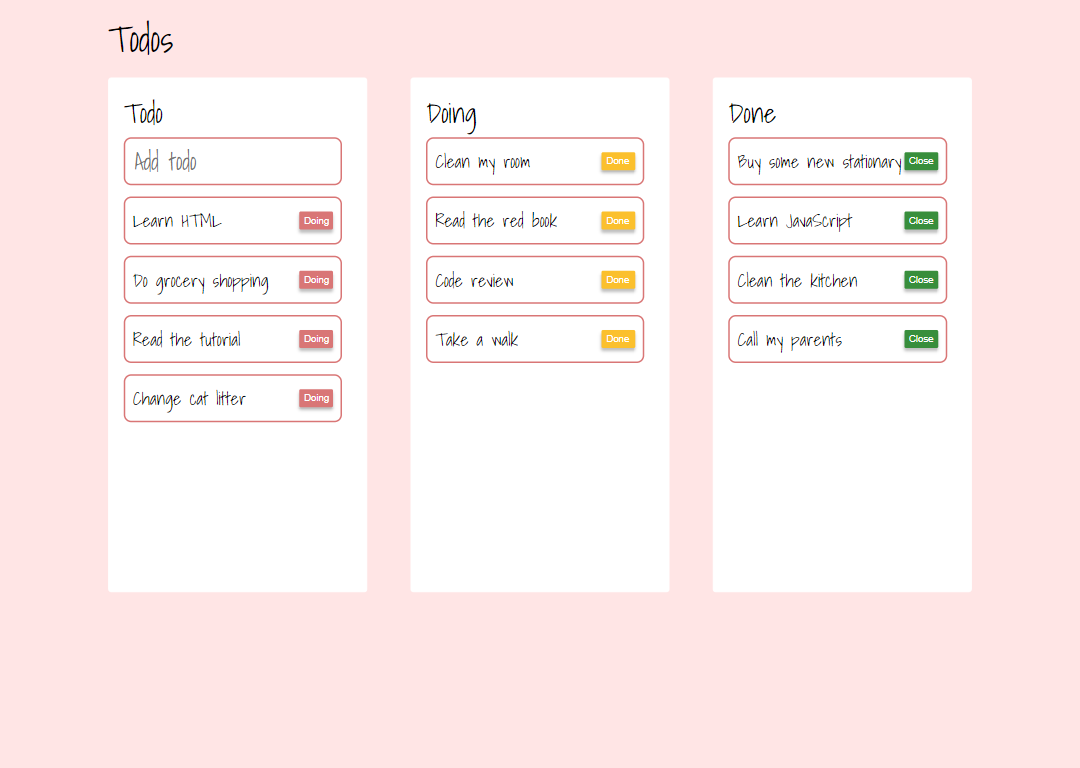 Todos
Todo
Add todo
Learn HTML Doing
Do grocery shopping Doing
Read the tutorial Doing
Change cat litter Doing
Doing
Clean my room Done
Read the red book Done
Code review Done
Take a walk Done
Done
Buy some new stationary Close
Learn JavaScript Close
Clean the kitchen Close
Call my parents Close